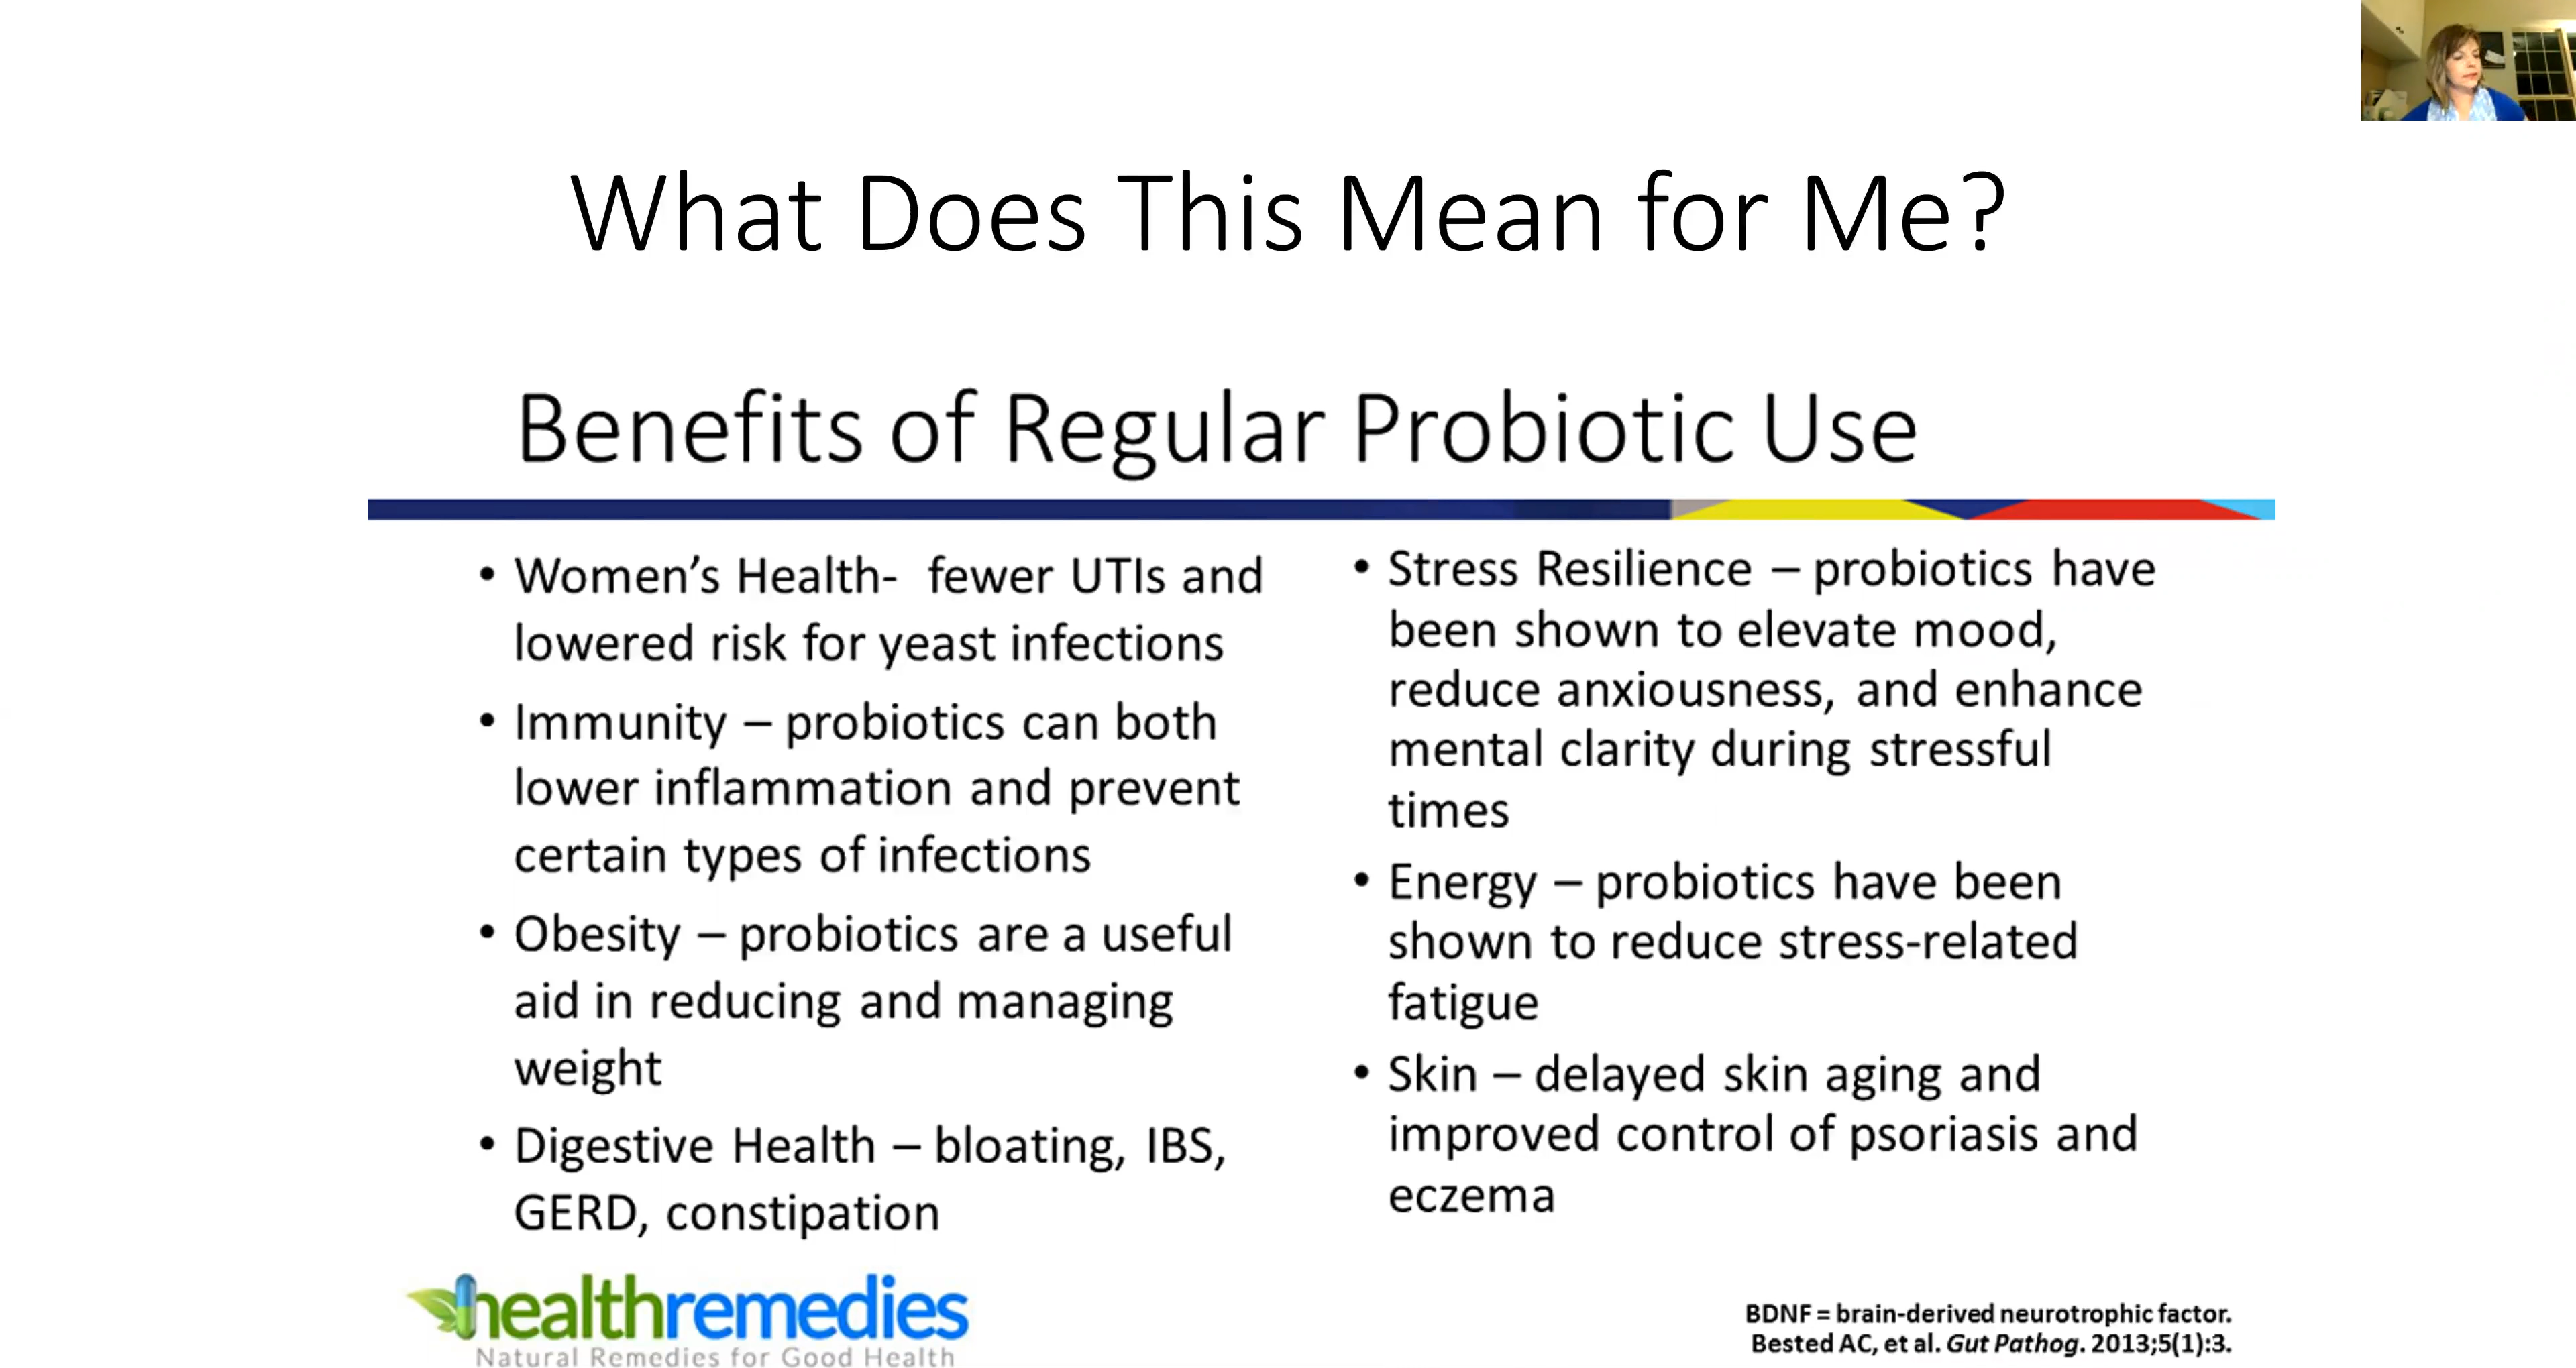 What Does This Mean for Me?
Benefits of Regular Probiotic Use
• Women's Health-  fewer UTIs and
lowered risk for yeast infections
• Immunity – probiotics can both
lower inflammation and prevent
certain types of infections
• Obesity – probiotics are a useful
aid in reducing and managing
weight
• Digestive Health – bloating, IBS,
GERD, constipation
• Stress Resilience – probiotics have
been shown to elevate mood,
reduce anxiousness, and enhance
mental clarity during stressful
times
• Energy – probiotics have been
shown to reduce stress-related
fatigue
• Skin – delayed skin aging and
improved control of psoriasis and
eczema
healthremedies
Natural Remedies for Good Health
BDNF = brain-derived neurotrophic factor.
Bested AC, et al. Gut Pathog. 2013;5(1):3.